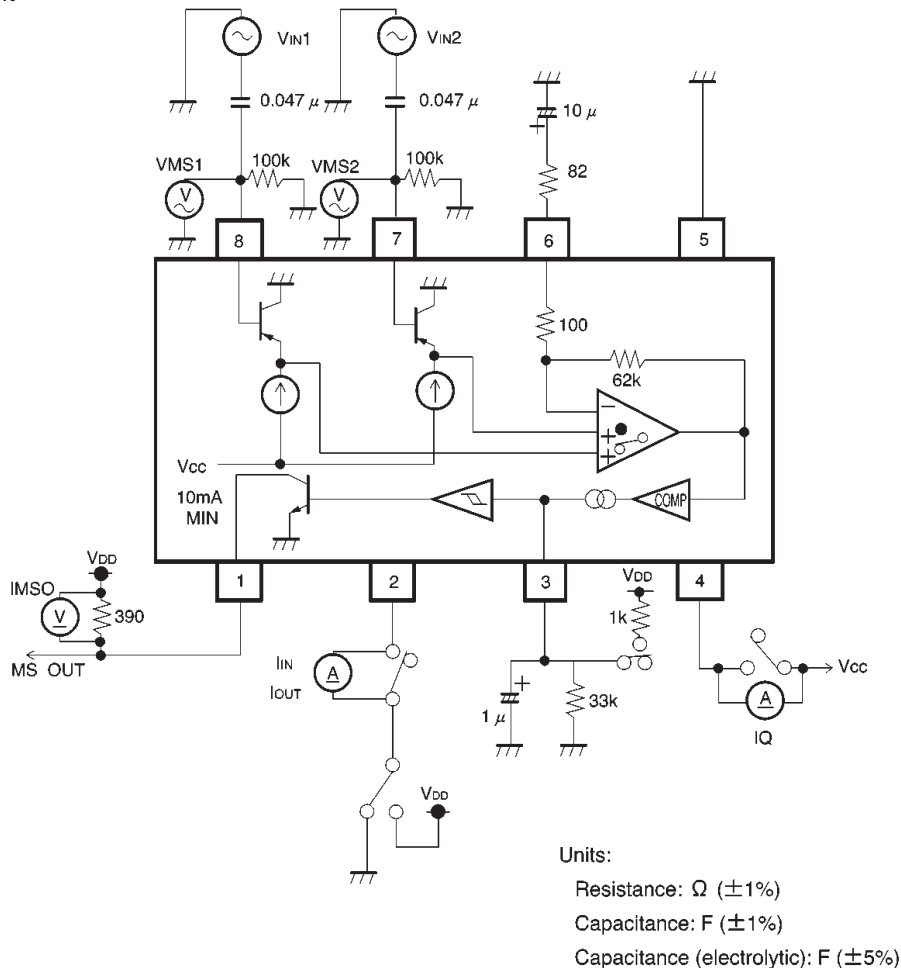 VIN1
VIN2
0.047 μ
0.047 μ
10 μ
+
VMS1
100k
VMS2
100k
82
V
V
8
7
6
5
100
62k
−
+
+
VCC
10mA
MIN
COMP
VDD
1
2
3
VDD
4
IMSO
V
390
1k
MS OUT
IIN
A
IOUT
+
1 μ
33k
VCC
A
IQ
VDD
Units:
Resistance: Ω (±1%)
Capacitance: F (±1%)
Capacitance (electrolytic): F (±5%)